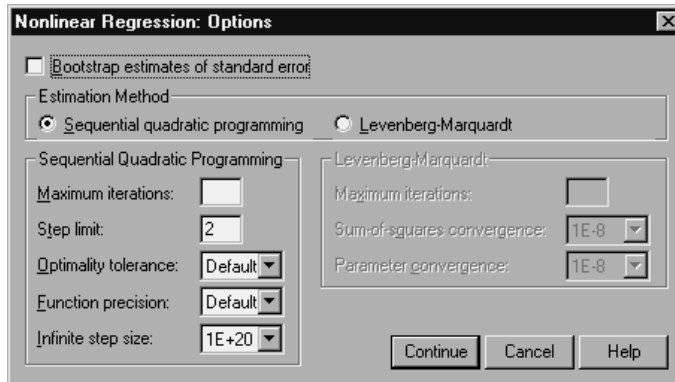 Nonlinear Regression: Options
Bootstrap estimates of standard error
Estimation Method
Sequential quadratic programming
Levenberg-Marquardt
Sequential Quadratic Programming
Maximum iterations:
Step limit: 2
Optimality tolerance: Default
Function precision: Default
Infinite step size: 1E+20
Levenberg-Marquardt
Maximum iterations:
Sum-of-squares convergence: 1E-8
Parameter convergence: 1E-8
Continue
Cancel
Help